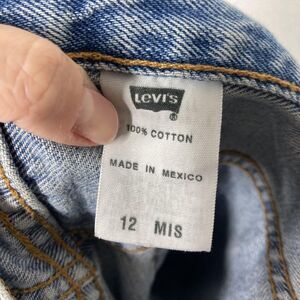 Levi's
®
100% COTTON
MADE IN MEXICO
12 MIS